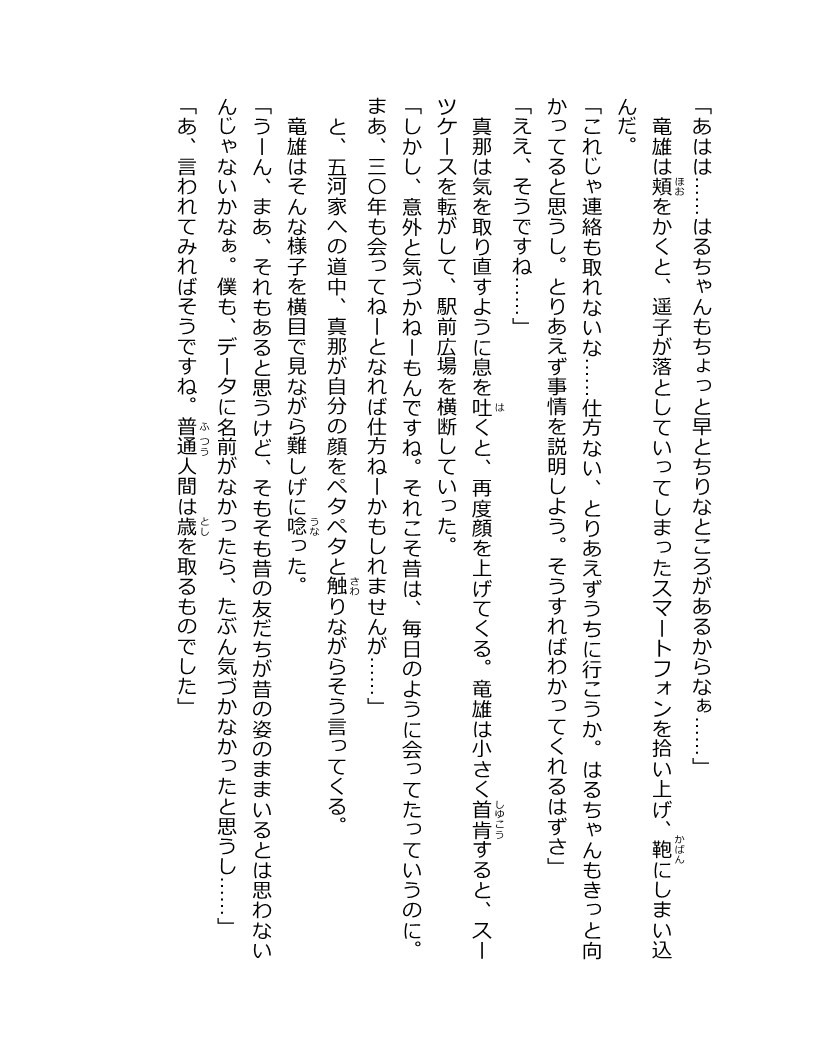 「あはは……はるちゃんもちょっと早とちりなところがあるからなぁ……」
竜雄は頬をかくと、遥子が落としていってしまったスマートフォンを拾い上げ、鞄にしまい込
んだ。
「これじゃ連絡も取れないな……仕方ない、とりあえずうちに行こうか。はるちゃんもきっと向
かってると思うし。とりあえず事情を説明しよう。そうすればわかってくれるはずさ」
「ええ、そうですね……」
真那は気を取り直すように息を吐くと、再度顔を上げてくる。竜雄は小さく首肯すると、スー
ツケースを転がして、駅前広場を横断していった。
「しかし、意外と気づかねーもんですね。それこそ昔は、毎日のように会ってたっていうのに。
まあ、三〇年も会ってねーとなれば仕方ねーかもしれませんが……」
と、五河家への道中、真那が自分の顔をペタペタと触りながらそう言ってくる。
竜雄はそんな様子を横目で見ながら難しげに唸った。
「うーん、まあ、それもあると思うけど、そもそも昔の友だちが昔の姿のままいるとは思わない
んじゃないかなぁ。僕も、データに名前がなかったら、たぶん気づかなかったと思うし……」
「あ、言われてみればそうですね。普通人間は歳を取るものでした」